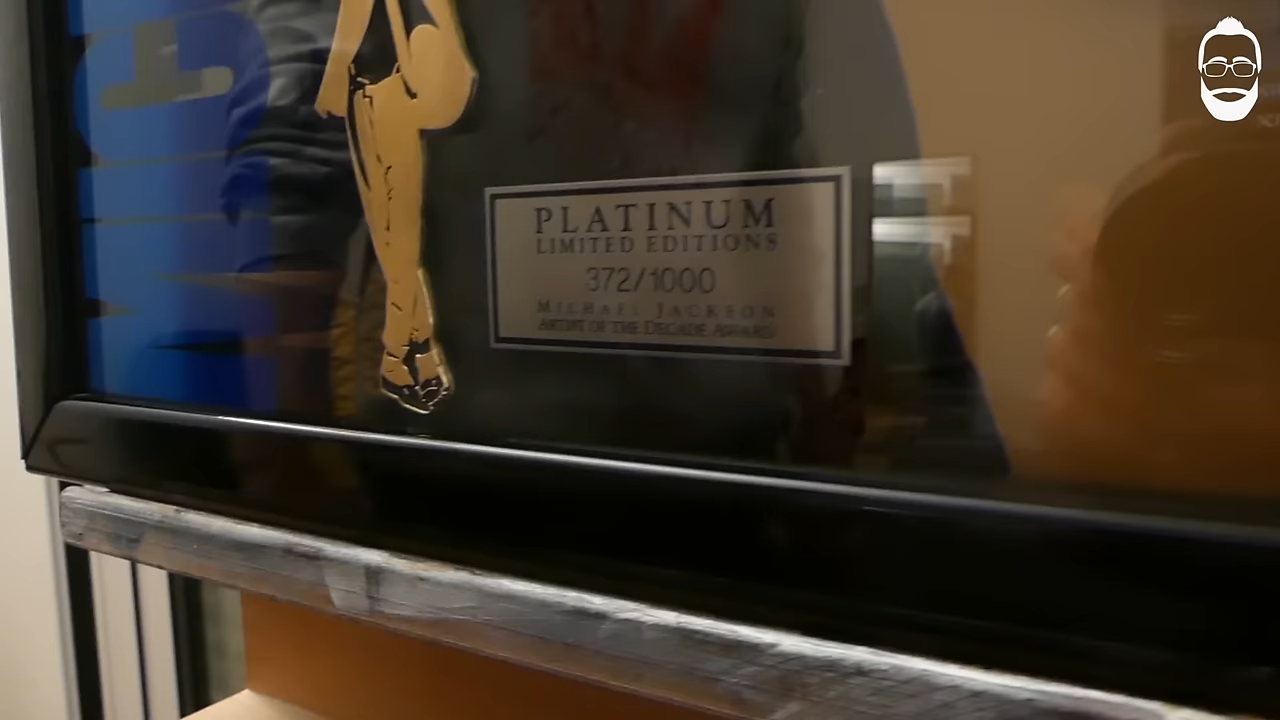 PLATINUM
LIMITED EDITIONS
372/1000
MICHAEL JACKSON
ARTIST OF THE DECADE AWARD